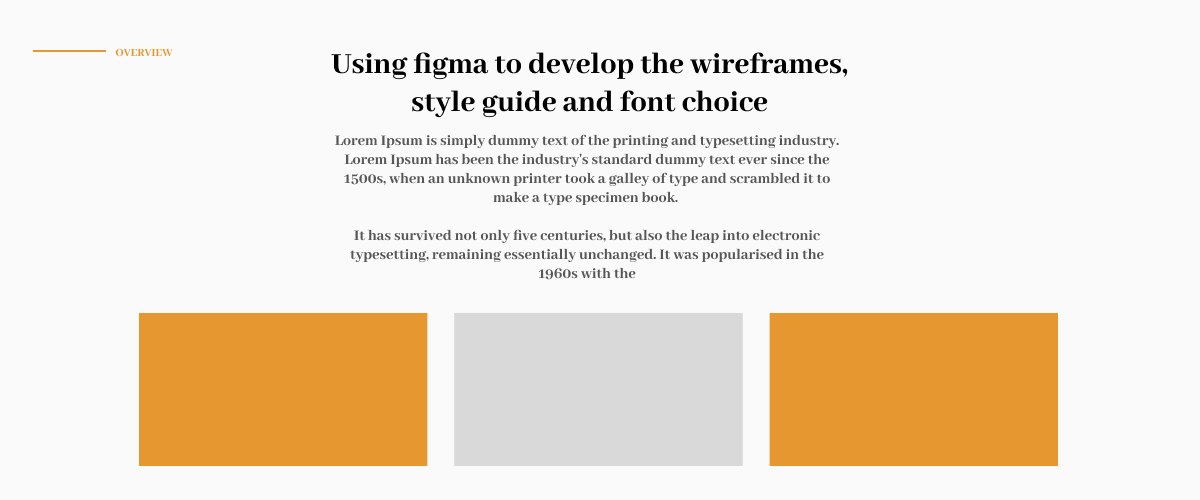 OVERVIEW
Using figma to develop the wireframes,
style guide and font choice
Lorem Ipsum is simply dummy text of the printing and typesetting industry.
Lorem Ipsum has been the industry's standard dummy text ever since the
1500s, when an unknown printer took a galley of type and scrambled it to
make a type specimen book.
It has survived not only five centuries, but also the leap into electronic
typesetting, remaining essentially unchanged. It was popularised in the
1960s with the